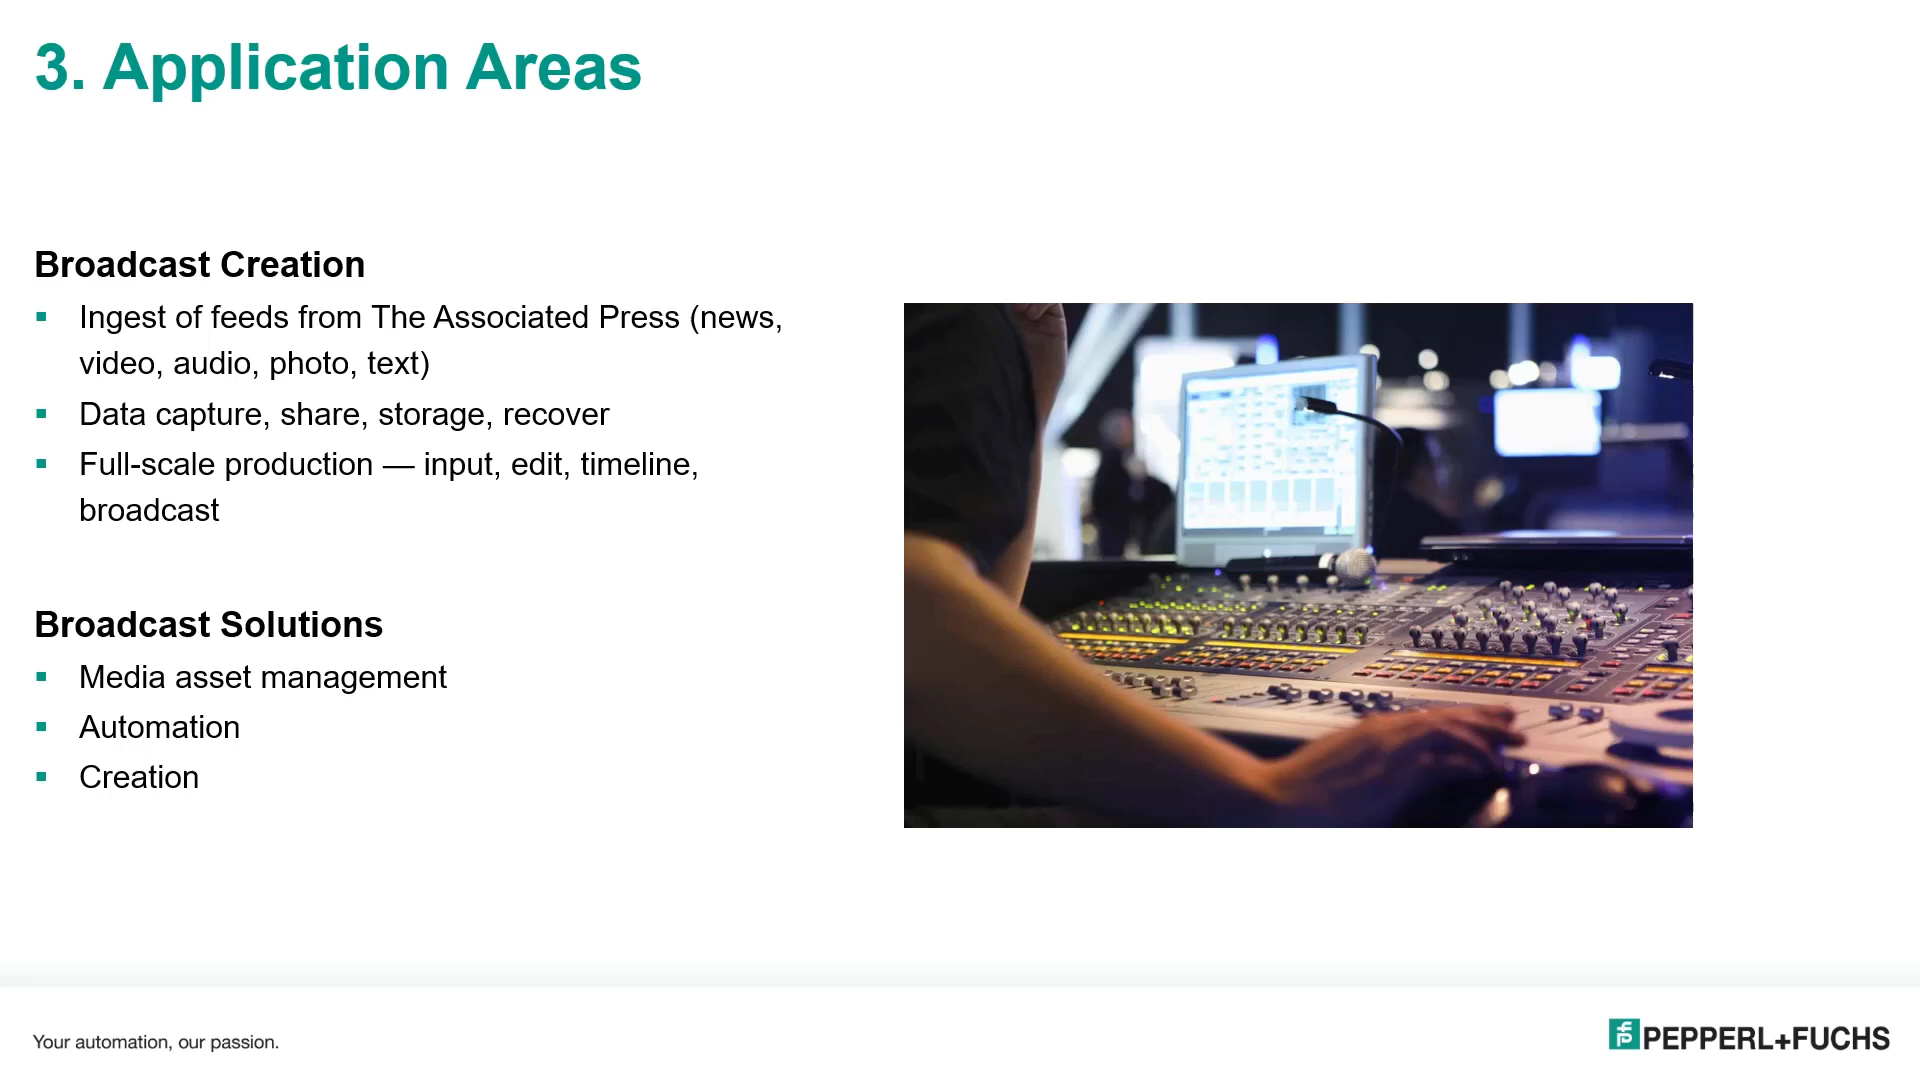 3. Application Areas
Broadcast Creation
Ingest of feeds from The Associated Press (news,
video, audio, photo, text)
Data capture, share, storage, recover
Full-scale production — input, edit, timeline,
broadcast
Broadcast Solutions
Media asset management
Automation
Creation
Your automation, our passion.
PEPPERL+FUCHS